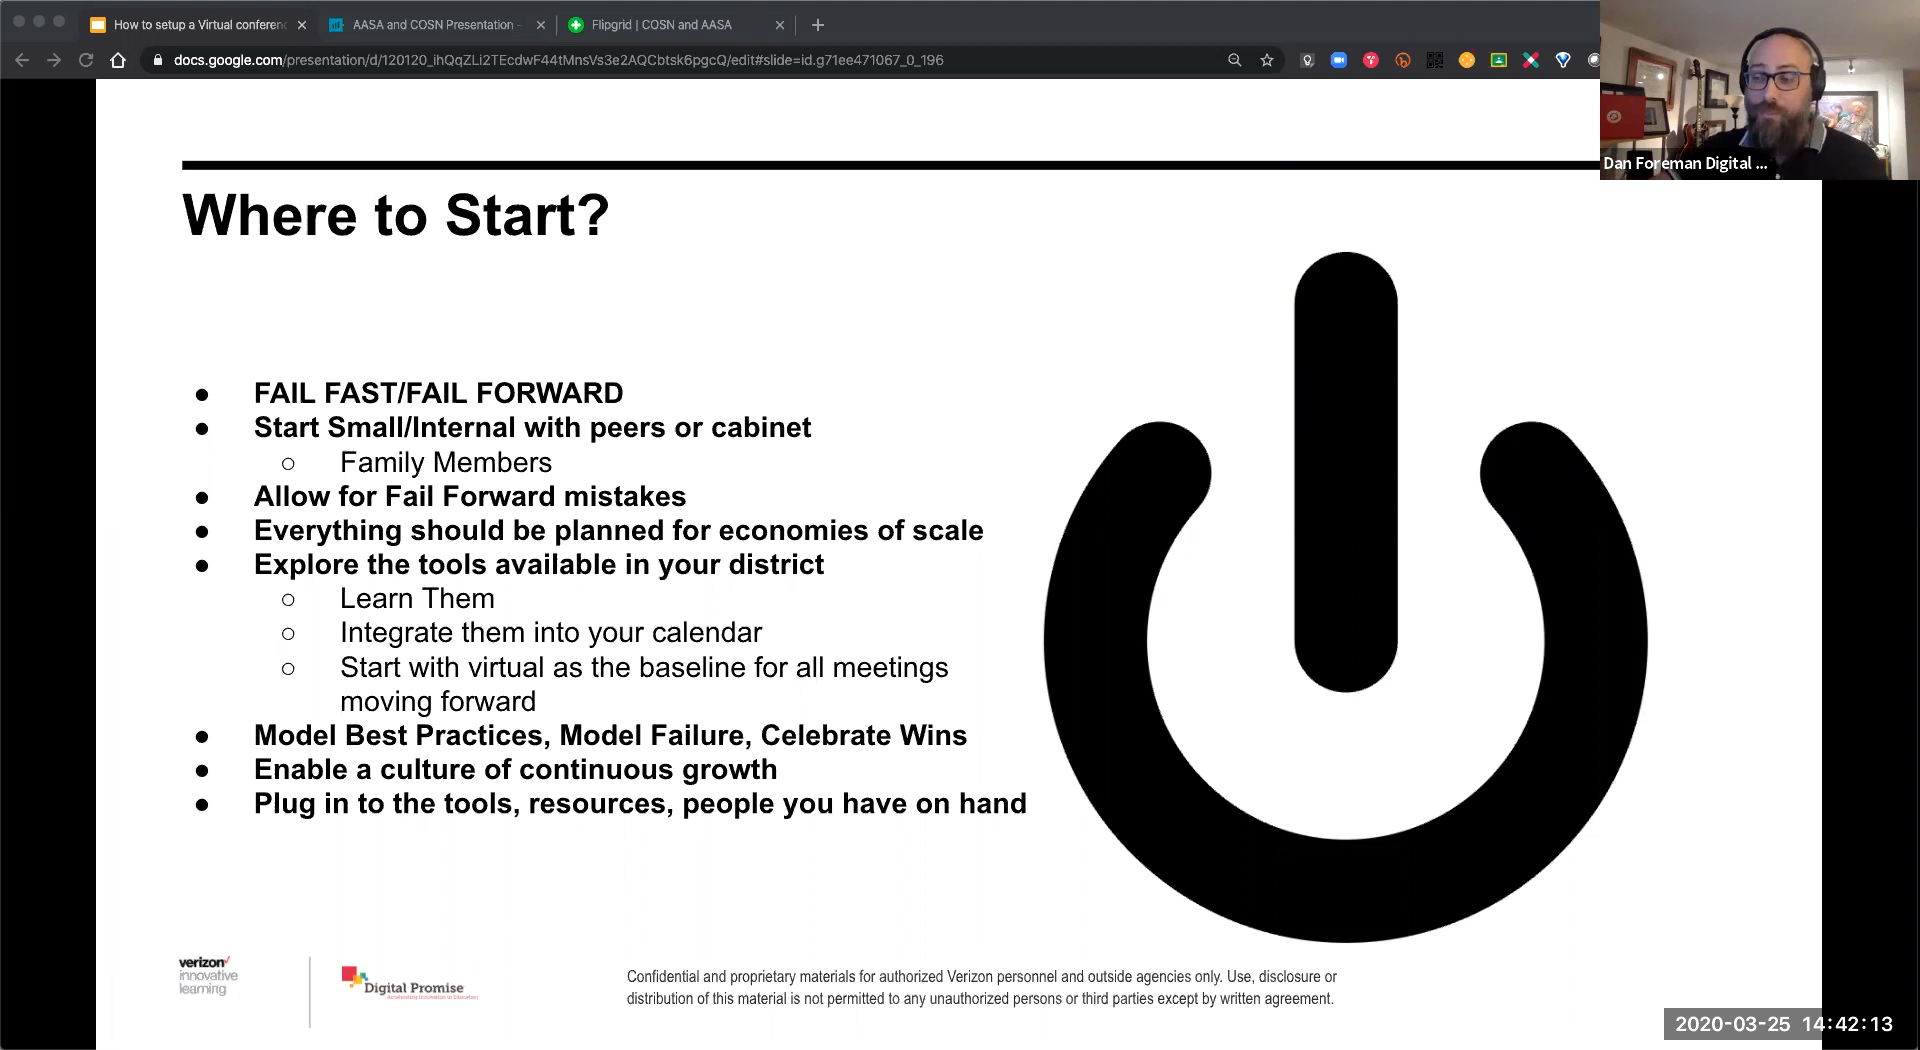 How to setup a Virtual conferenc
AASA and COSN Presentation -
Flipgrid | COSN and AASA
docs.google.com/presentation/d/120120_ihQqZLi2TEcdwF44tMnsVs3e2AQCbtsk6pgcQ/edit#slide=id.g71ee471067_0_196
Dan Foreman Digital ...
Where to Start?
● FAIL FAST/FAIL FORWARD
● Start Small/Internal with peers or cabinet
○ Family Members
● Allow for Fail Forward mistakes
● Everything should be planned for economies of scale
● Explore the tools available in your district
○ Learn Them
○ Integrate them into your calendar
○ Start with virtual as the baseline for all meetings
moving forward
● Model Best Practices, Model Failure, Celebrate Wins
● Enable a culture of continuous growth
● Plug in to the tools, resources, people you have on hand
verizon✓
innovative
learning
Digital Promise
Accelerating Innovation in Education
Confidential and proprietary materials for authorized Verizon personnel and outside agencies only. Use, disclosure or
distribution of this material is not permitted to any unauthorized persons or third parties except by written agreement.
2020-03-25 14:42:13